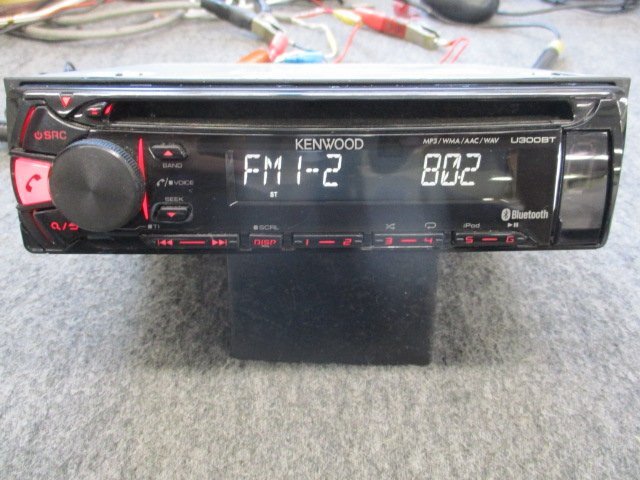 SRC
KENWOOD
MP3/WMA/AAC/WAV
U300BT
BAND
FM1-2 802
VOICE
ST
SEEK
Bluetooth
TI
SCRL
iPod
DISP
1 2
3 4
5 6